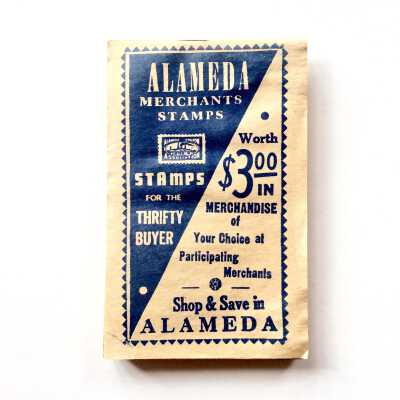 ALAMEDA
MERCHANTS
STAMPS
STAMPS
FOR THE
THRIFTY
BUYER
Worth
$3.00
IN
MERCHANDISE
of
Your Choice at
Participating
Merchants
Shop & Save in
ALAMEDA